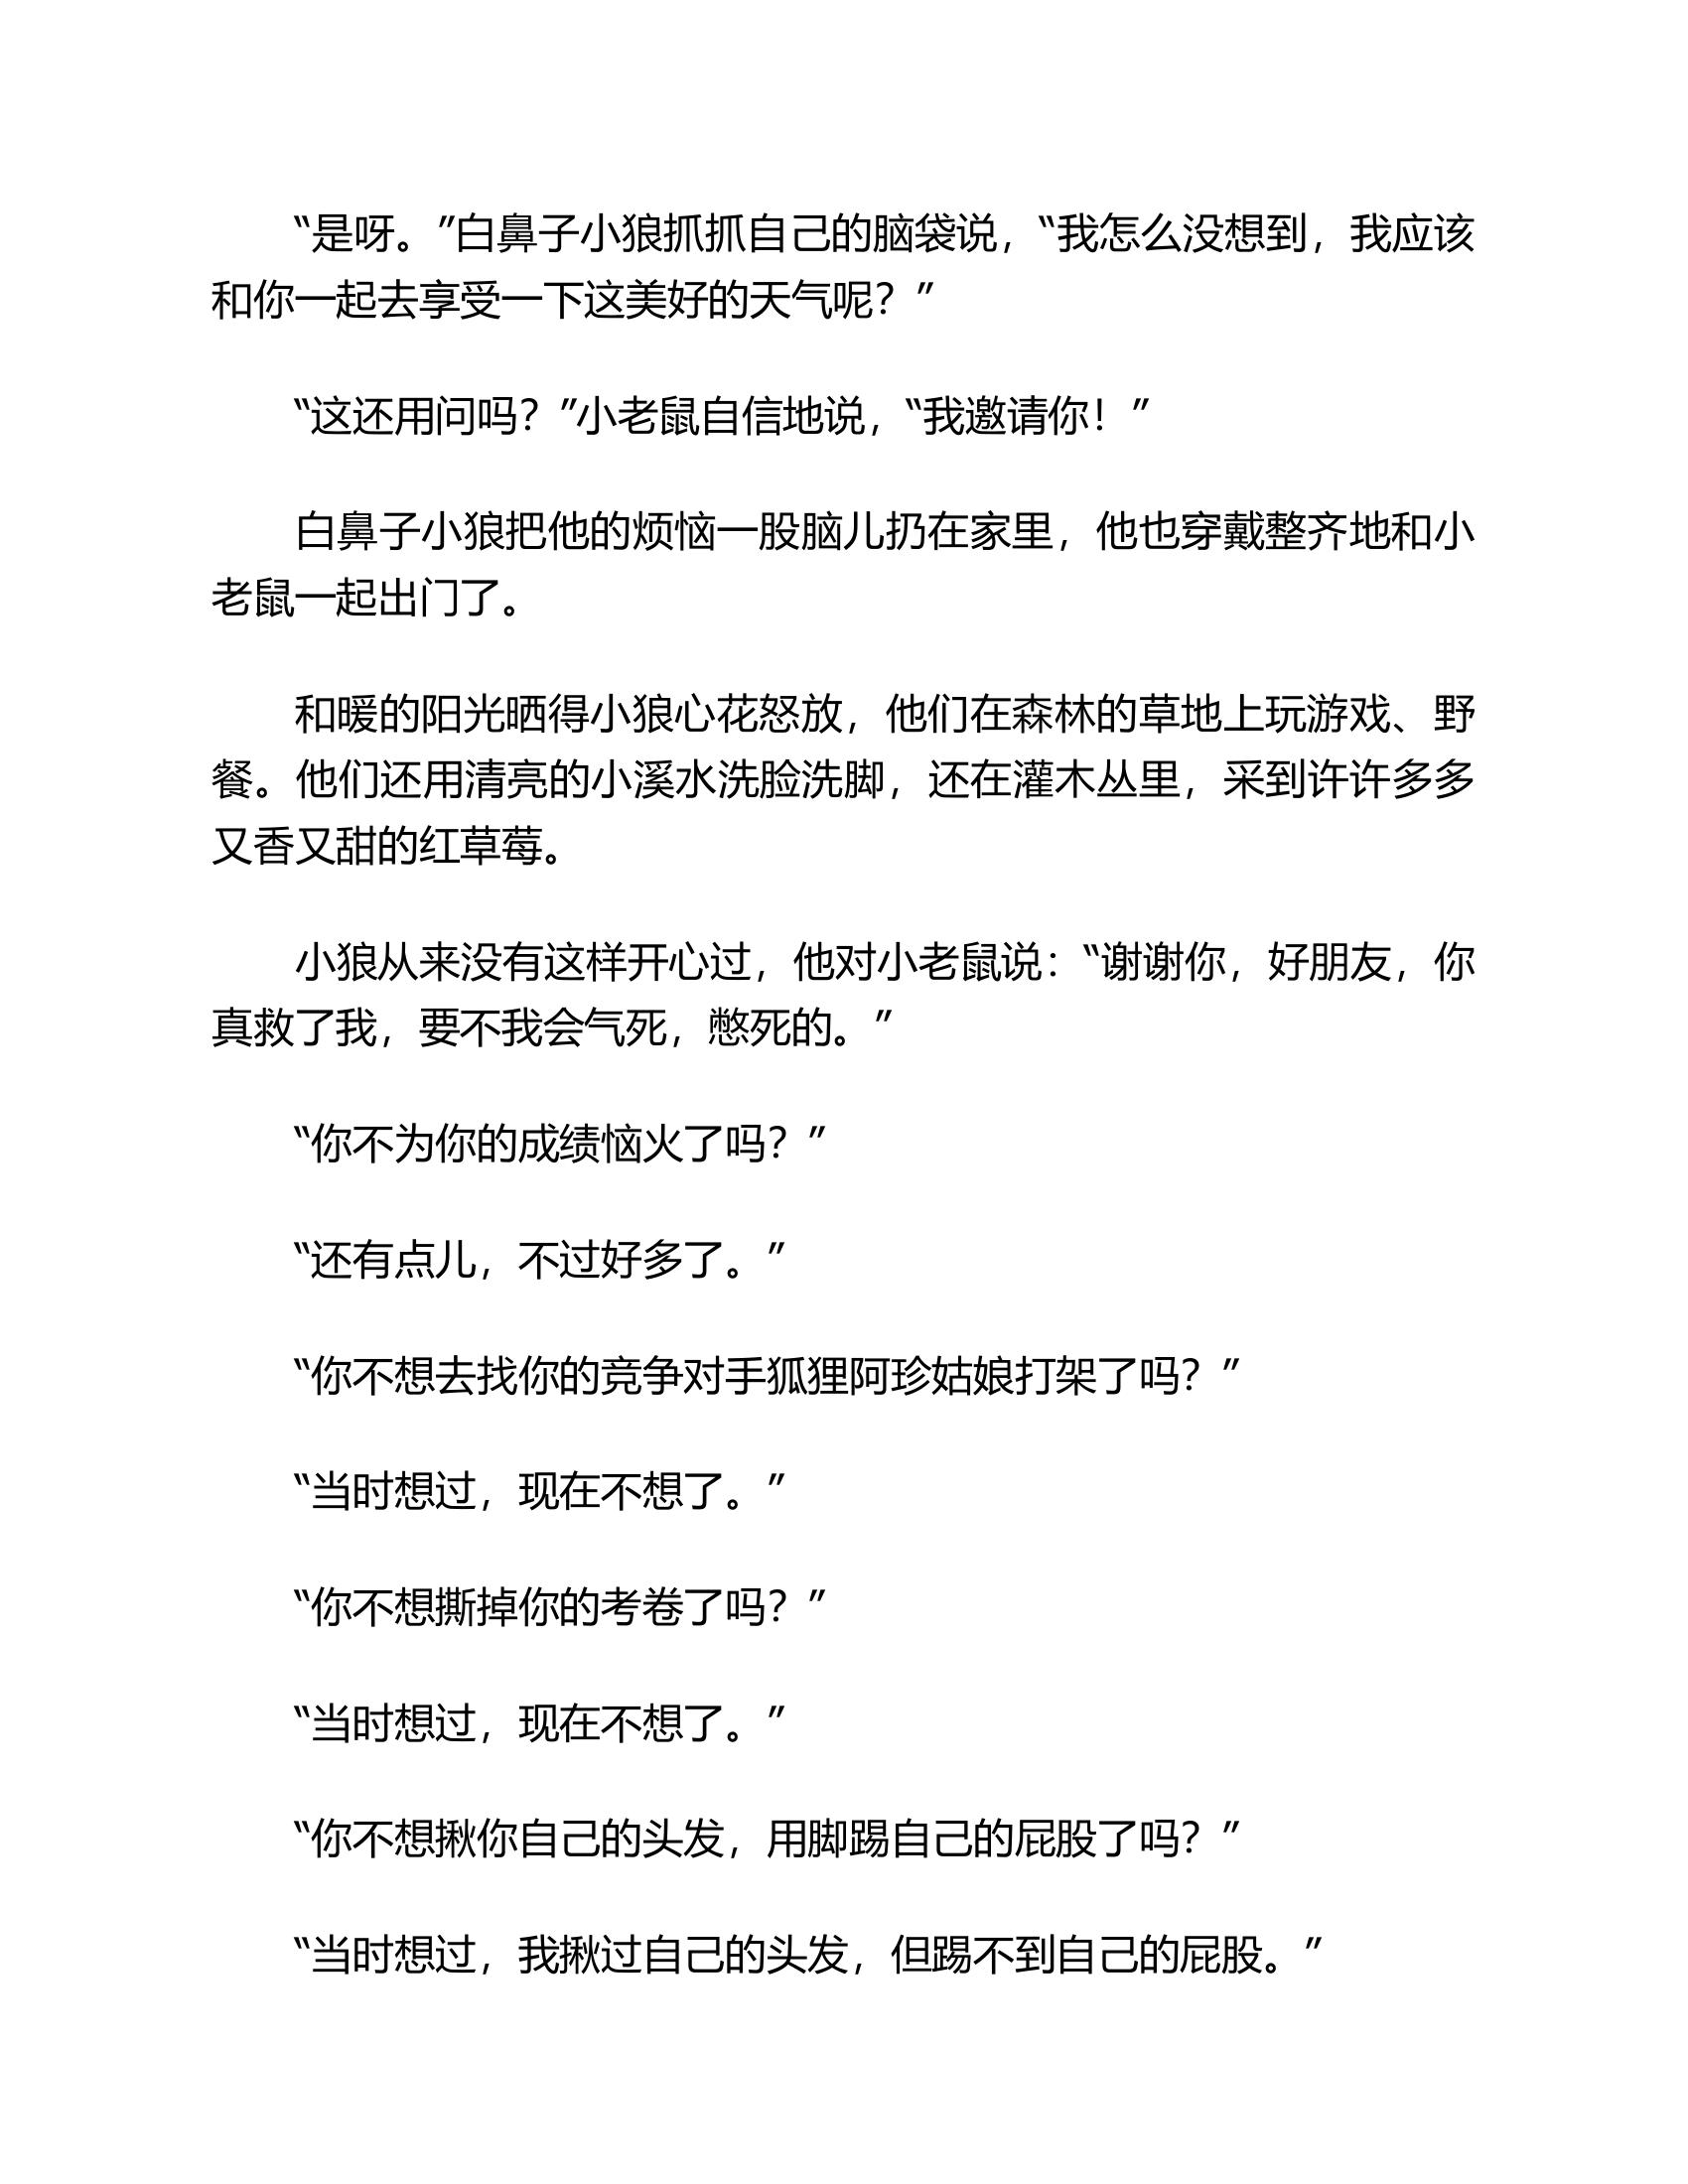 “是呀。”白鼻子小狼抓抓自己的脑袋说，“我怎么没想到，我应该
和你一起去享受一下这美好的天气呢？”
“这还用问吗？”小老鼠自信地说，“我邀请你！”
白鼻子小狼把他的烦恼一股脑儿扔在家里，他也穿戴整齐地和小
老鼠一起出门了。
和暖的阳光晒得小狼心花怒放，他们在森林的草地上玩游戏、野
餐。他们还用清亮的小溪水洗脸洗脚，还在灌木丛里，采到许许多多
又香又甜的红草莓。
小狼从来没有这样开心过，他对小老鼠说：“谢谢你，好朋友，你
真救了我，要不我会气死，憋死的。”
“你不为你的成绩恼火了吗？”
“还有点儿，不过好多了。”
“你不想去找你的竞争对手狐狸阿珍姑娘打架了吗？”
“当时想过，现在不想了。”
“你不想撕掉你的考卷了吗？”
“当时想过，现在不想了。”
“你不想揪你自己的头发，用脚踢自己的屁股了吗？”
“当时想过，我揪过自己的头发，但踢不到自己的屁股。”